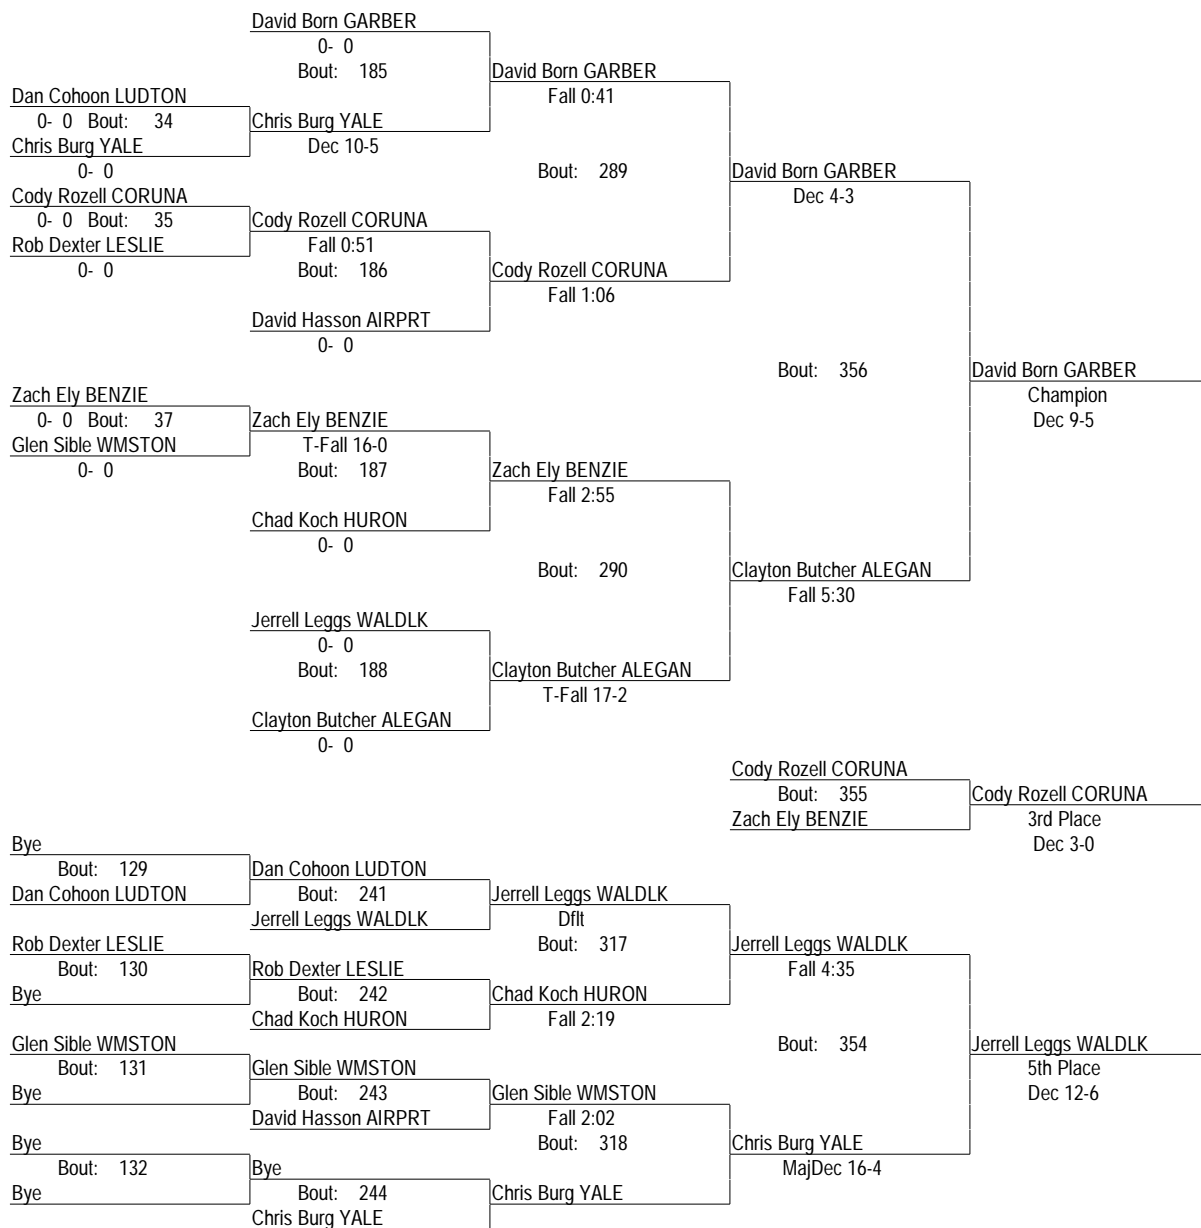 David Born GARBER
0- 0
Bout: 185 David Born GARBER
Dan Cohoon LUDTON Fall 0:41
0- 0 Bout: 34 Chris Burg YALE
Chris Burg YALE Dec 10-5
0- 0 Bout: 289 David Born GARBER
Cody Rozell CORUNA Dec 4-3
0- 0 Bout: 35 Cody Rozell CORUNA
Rob Dexter LESLIE Fall 0:51
0- 0 Bout: 186 Cody Rozell CORUNA
Fall 1:06
David Hasson AIRPRT
0- 0
Bout: 356 David Born GARBER
Zach Ely BENZIE Champion
0- 0 Bout: 37 Zach Ely BENZIE Dec 9-5
Glen Sible WMSTON T-Fall 16-0
0- 0 Bout: 187 Zach Ely BENZIE
Fall 2:55
Chad Koch HURON
0- 0
Bout: 290 Clayton Butcher ALEGAN
Fall 5:30
Jerrell Leggs WALDLK
0- 0
Bout: 188 Clayton Butcher ALEGAN
T-Fall 17-2
Clayton Butcher ALEGAN
0- 0
Cody Rozell CORUNA
Bout: 355 Cody Rozell CORUNA
Zach Ely BENZIE 3rd Place
Bye Dec 3-0
Bout: 129 Dan Cohoon LUDTON
Dan Cohoon LUDTON Bout: 241 Jerrell Leggs WALDLK
Jerrell Leggs WALDLK Dflt
Rob Dexter LESLIE Bout: 317 Jerrell Leggs WALDLK
Bout: 130 Rob Dexter LESLIE Fall 4:35
Bye Bout: 242 Chad Koch HURON
Chad Koch HURON Fall 2:19
Glen Sible WMSTON Bout: 354 Jerrell Leggs WALDLK
Bout: 131 Glen Sible WMSTON 5th Place
Bye Bout: 243 Glen Sible WMSTON Dec 12-6
David Hasson AIRPRT Fall 2:02
Bye Bout: 318 Chris Burg YALE
Bout: 132 Bye MajDec 16-4
Bye Bout: 244 Chris Burg YALE
Chris Burg YALE